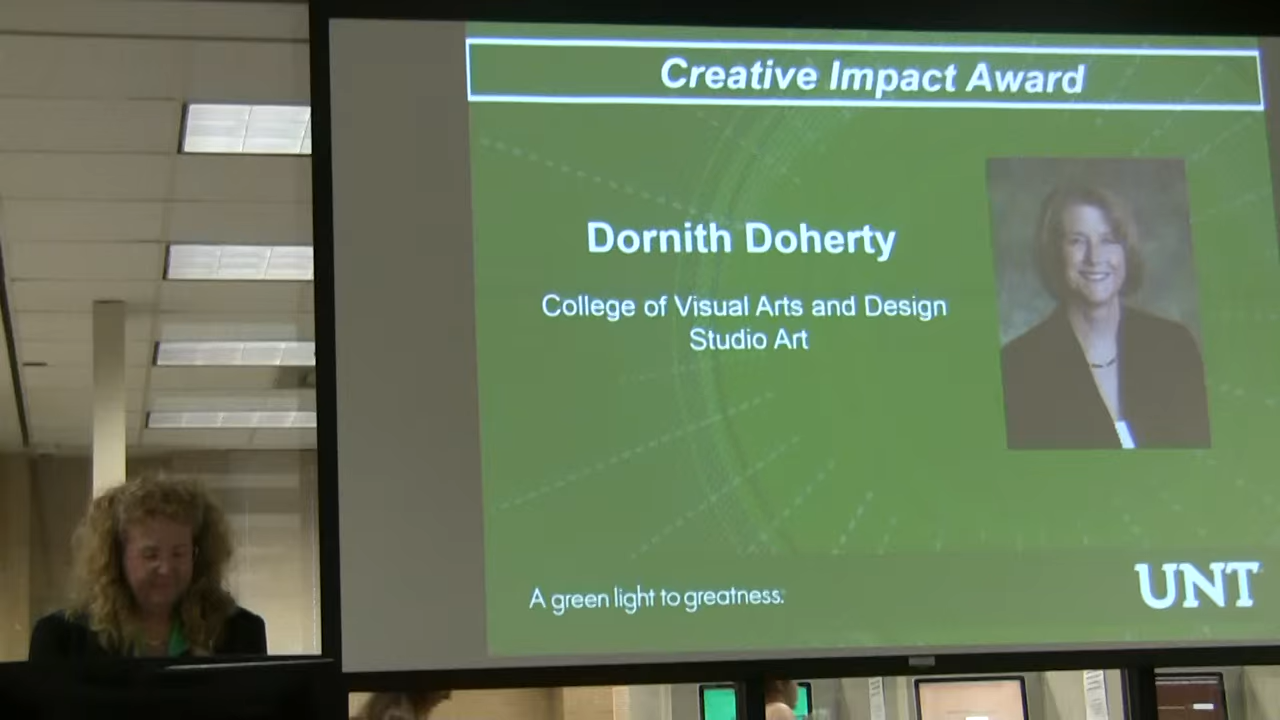 Creative Impact Award
Dornith Doherty
College of Visual Arts and Design
Studio Art
A green light to greatness.
UNT